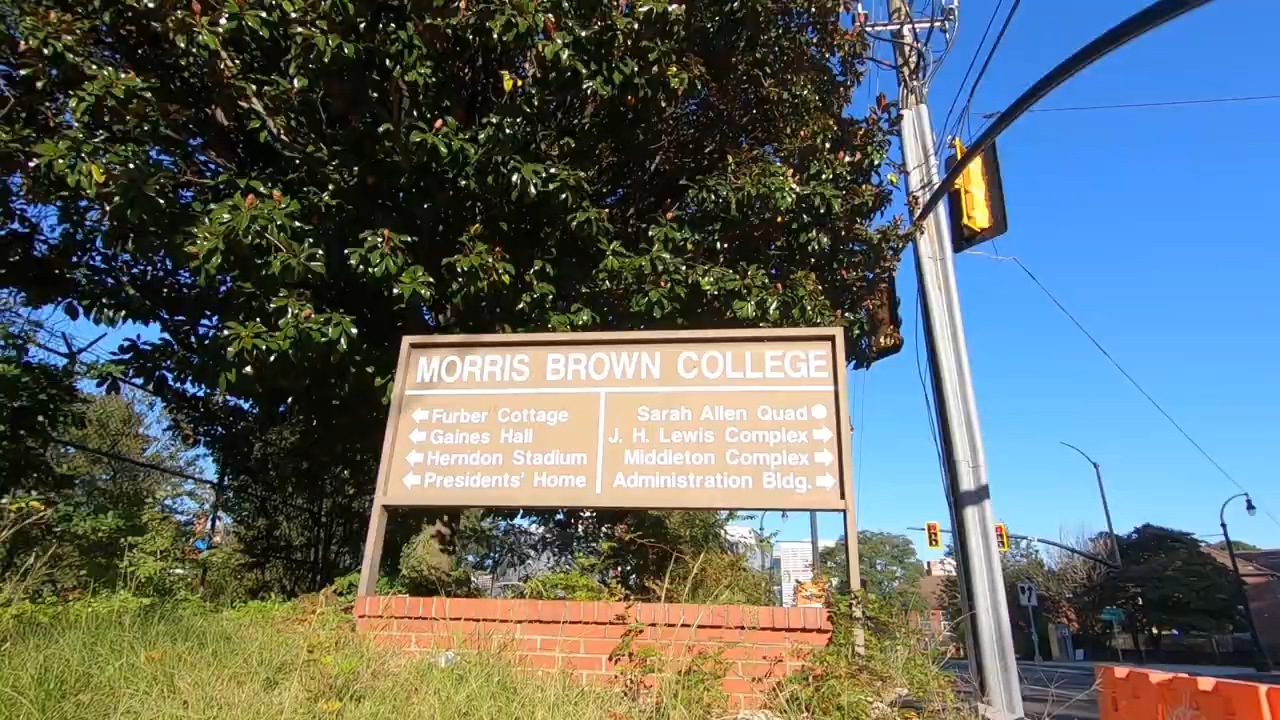 MORRIS BROWN COLLEGE
Furber Cottage
Gaines Hall
Herndon Stadium
Presidents' Home
Sarah Allen Quad
J. H. Lewis Complex
Middleton Complex
Administration Bldg.